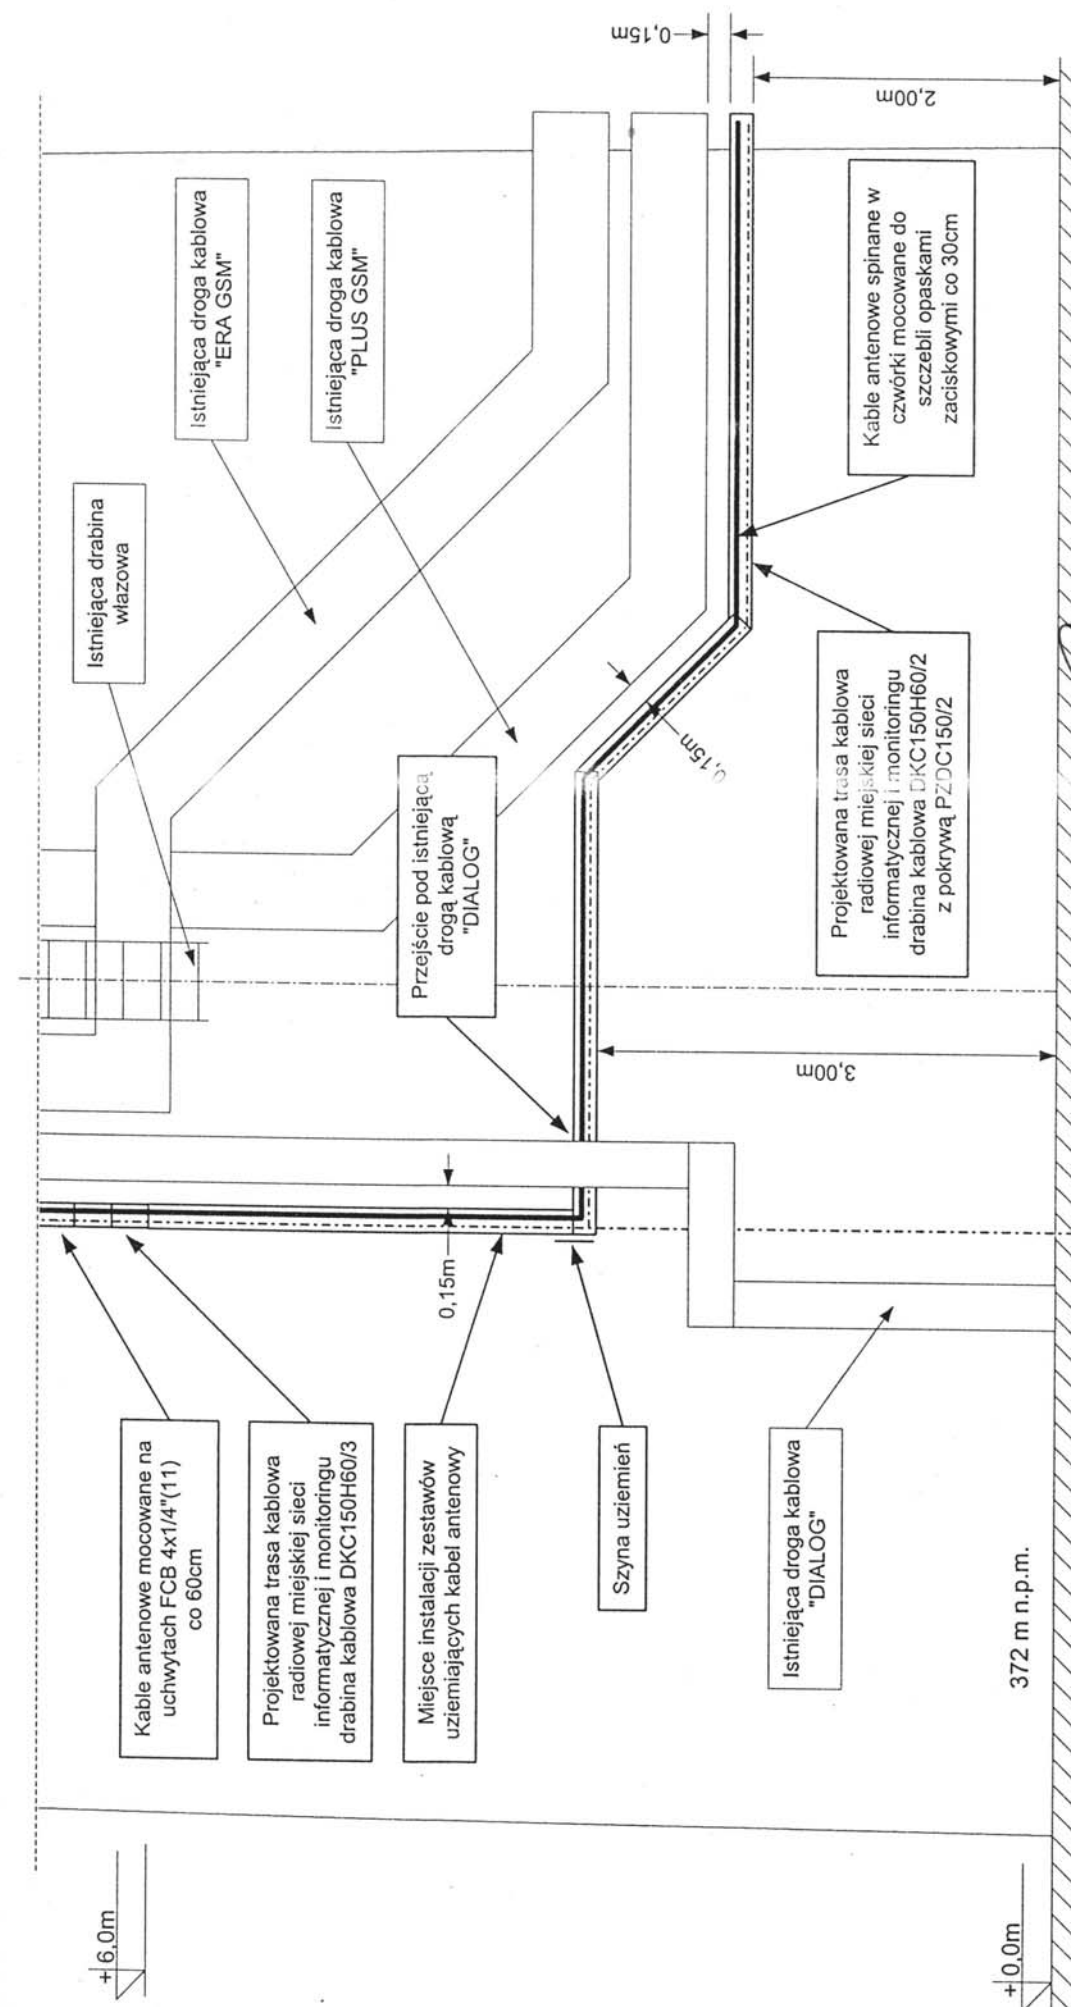 + 6,0m
+ 0,0m
372 m n.p.m.
Kable antenowe mocowane na
uchwytach FCB 4x1/4"(11)
co 60cm
Projektowana trasa kablowa
radiowej miejskiej sieci
informatycznej i monitoringu
drabina kablowa DKC150H60/3
Miejsce instalacji zestawów
uziemiających kabel antenowy
Szyna uziemień
Istniejąca droga kablowa
"DIALOG"
0,15m
3,00m
Istniejąca drabina
włazowa
Przejście pod istniejącą
drogą kablową
"DIALOG"
Istniejąca droga kablowa
"ERA GSM"
Istniejąca droga kablowa
"PLUS GSM"
0,15m
Projektowana trasa kablowa
radiowej miejskiej sieci
informatycznej i monitoringu
drabina kablowa DKC150H60/2
z pokrywą PZDC150/2
Kable antenowe spinane w
czwórki mocowane do
szczebli opaskami
zaciskowymi co 30cm
0,15m
2,00m